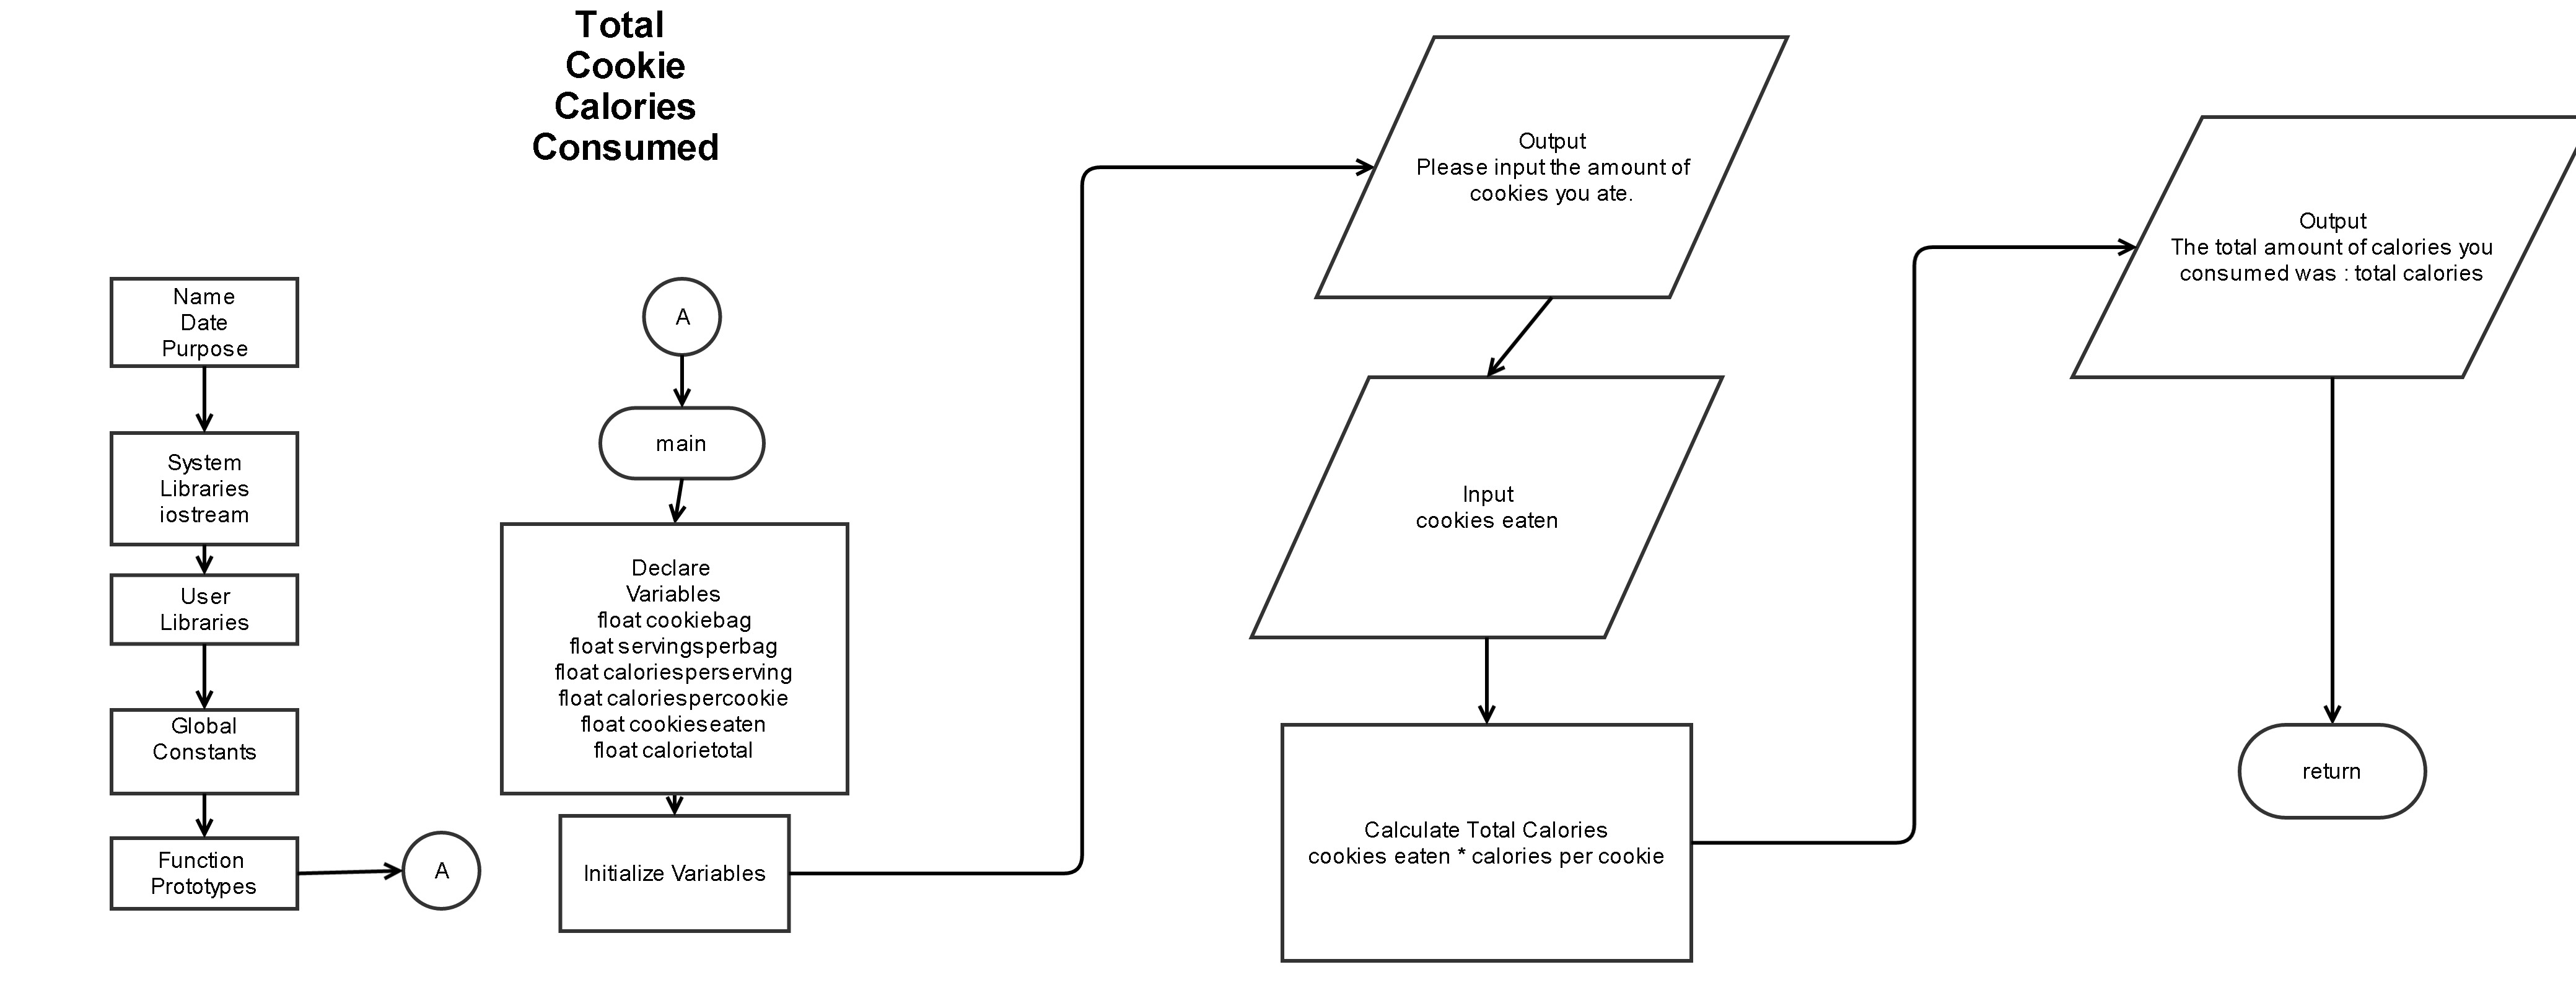 Total
Cookie
Calories
Consumed
Name
Date
Purpose
System
Libraries
iostream
User
Libraries
Global
Constants
Function
Prototypes
A
A
main
Declare
Variables
float cookiebag
float servingsperbag
float caloriesperserving
float caloriespercookie
float cookieseaten
float calorietotal
Initialize Variables
Output
Please input the amount of
cookies you ate.
Input
cookies eaten
Calculate Total Calories
cookies eaten * calories per cookie
Output
The total amount of calories you
consumed was : total calories
return